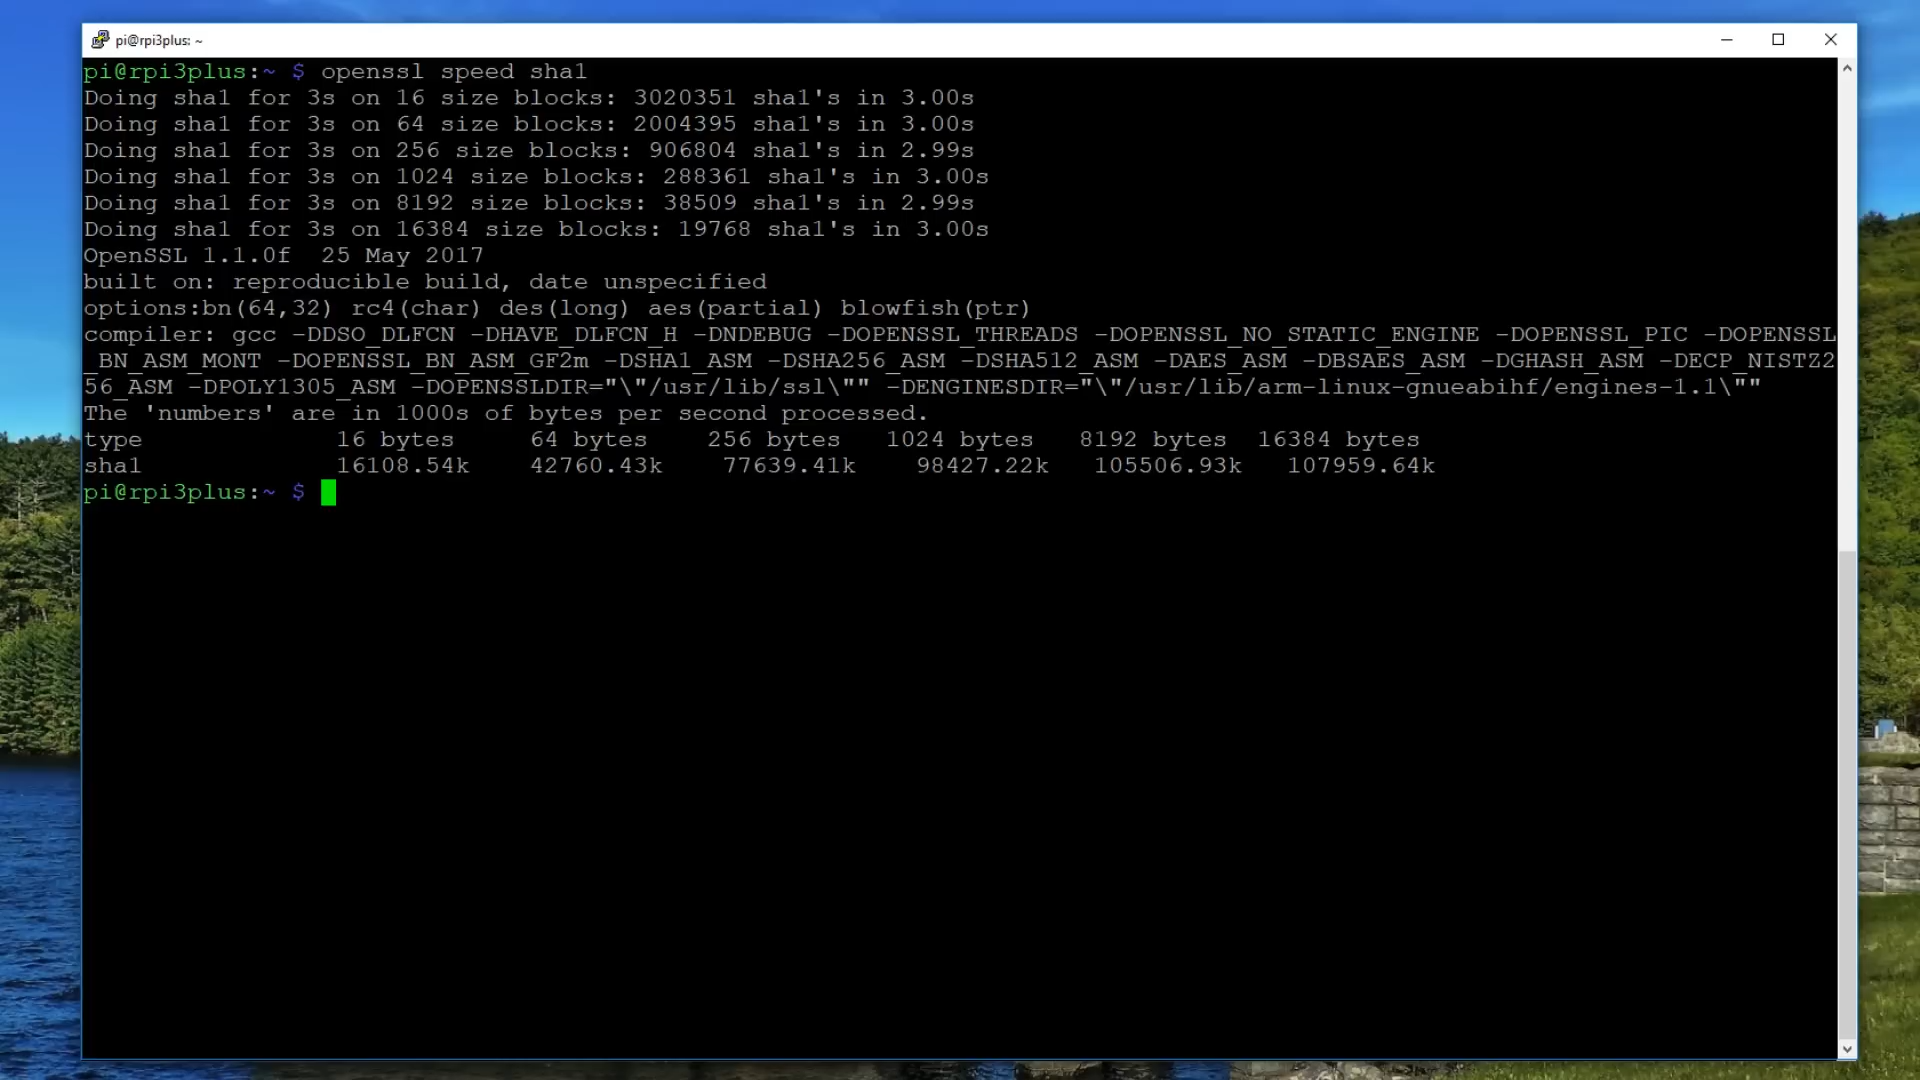 pi@rpi3plus: ~
pi@rpi3plus:~ $ openssl speed sha1
Doing sha1 for 3s on 16 size blocks: 3020351 sha1's in 3.00s
Doing sha1 for 3s on 64 size blocks: 2004395 sha1's in 3.00s
Doing sha1 for 3s on 256 size blocks: 906804 sha1's in 2.99s
Doing sha1 for 3s on 1024 size blocks: 288361 sha1's in 3.00s
Doing sha1 for 3s on 8192 size blocks: 38509 sha1's in 2.99s
Doing sha1 for 3s on 16384 size blocks: 19768 sha1's in 3.00s
OpenSSL 1.1.0f  25 May 2017
built on: reproducible build, date unspecified
options:bn(64,32) rc4(char) des(long) aes(partial) blowfish(ptr)
compiler: gcc -DDSO_DLFCN -DHAVE_DLFCN_H -DNDEBUG -DOPENSSL_THREADS -DOPENSSL_NO_STATIC_ENGINE -DOPENSSL_PIC -DOPENSSL
_BN_ASM_MONT -DOPENSSL_BN_ASM_GF2m -DSHA1_ASM -DSHA256_ASM -DSHA512_ASM -DAES_ASM -DBSAES_ASM -DGHASH_ASM -DECP_NISTZ2
56_ASM -DPOLY1305_ASM -DOPENSSLDIR="\"/usr/lib/ssl\"" -DENGINESDIR="\"/usr/lib/arm-linux-gnueabihf/engines-1.1\""
The 'numbers' are in 1000s of bytes per second processed.
type             16 bytes     64 bytes    256 bytes   1024 bytes   8192 bytes  16384 bytes
sha1             16108.54k    42760.43k    77639.41k    98427.22k   105506.93k   107959.64k
pi@rpi3plus:~ $